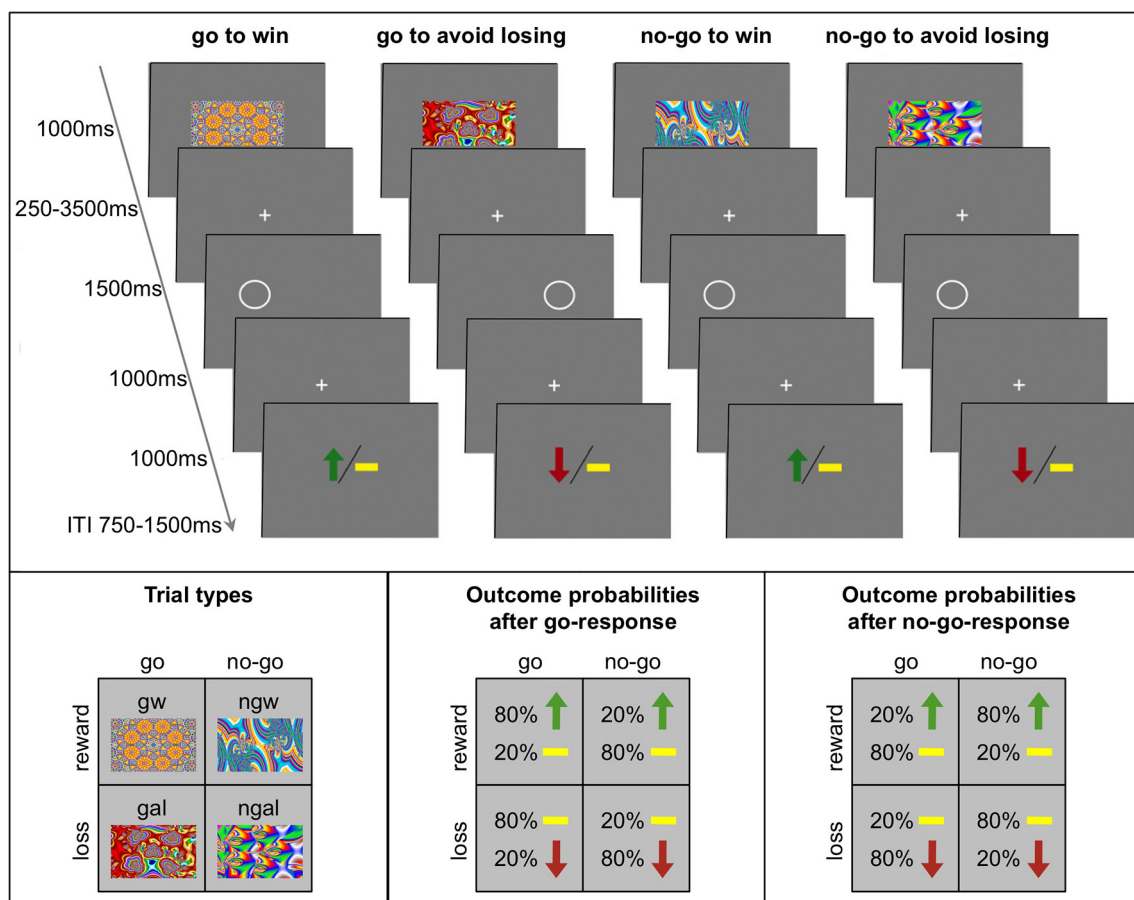 go to win
go to avoid losing
no-go to win
no-go to avoid losing
1000ms
250-3500ms
1500ms
1000ms
1000ms
ITI 750-1500ms
Trial types
go
no-go
reward
gw
ngw
loss
gal
ngal
Outcome probabilities
after go-response
go
no-go
reward
80%
20%
20%
80%
loss
80%
20%
20%
80%
Outcome probabilities
after no-go-response
go
no-go
reward
20%
80%
80%
20%
loss
20%
80%
80%
20%